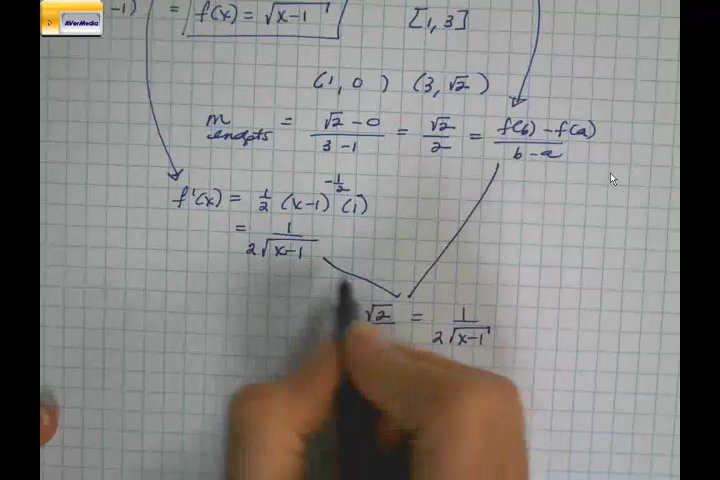 AVerMedia
-1) = f(x) = √x-1 [1, 3]
(1, 0) (3, √2)
m endpts = √2 - 0 / 3 - 1 = √2 / 2 = f(b) - f(a) / b - a
f'(x) = 1/2 (x-1)^-1/2 (1)
= 1 / 2√x-1
√2 = 1 / 2√x-1